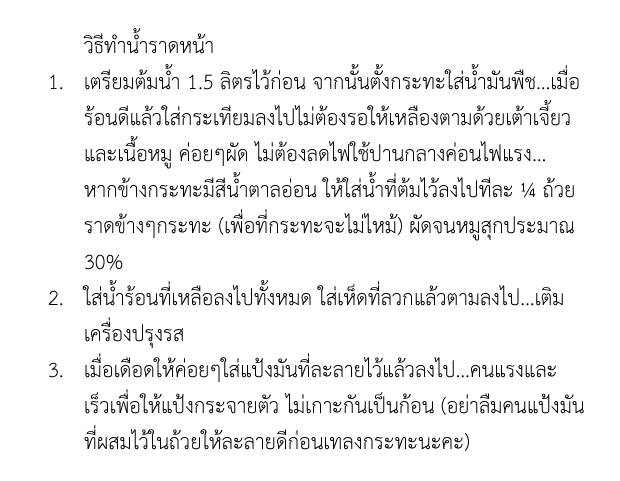 วิธีทำน้ำราดหน้า
1. เตรียมต้มน้ำ 1.5 ลิตรไว้ก่อน จากนั้นตั้งกระทะใส่น้ำมันพืช...เมื่อ
ร้อนดีแล้วใส่กระเทียมลงไปไม่ต้องรอให้เหลืองตามด้วยเต้าเจี้ยว
และเนื้อหมู ค่อยๆผัด ไม่ต้องลดไฟใช้ปานกลางค่อนไฟแรง...
หากข้างกระทะมีสีน้ำตาลอ่อน ให้ใส่น้ำที่ต้มไว้ลงไปทีละ ¼ ถ้วย
ราดข้างๆกระทะ (เพื่อที่กระทะจะไม่ไหม้) ผัดจนหมูสุกประมาณ
30%
2. ใส่น้ำร้อนที่เหลือลงไปทั้งหมด ใส่เห็ดที่ลวกแล้วตามลงไป...เติม
เครื่องปรุงรส
3. เมื่อเดือดให้ค่อยๆใส่แป้งมันที่ละลายไว้แล้วลงไป...คนแรงและ
เร็วเพื่อให้แป้งกระจายตัว ไม่เกาะกันเป็นก้อน (อย่าลืมคนแป้งมัน
ที่ผสมไว้ในถ้วยให้ละลายดีก่อนเทลงกระทะนะคะ)